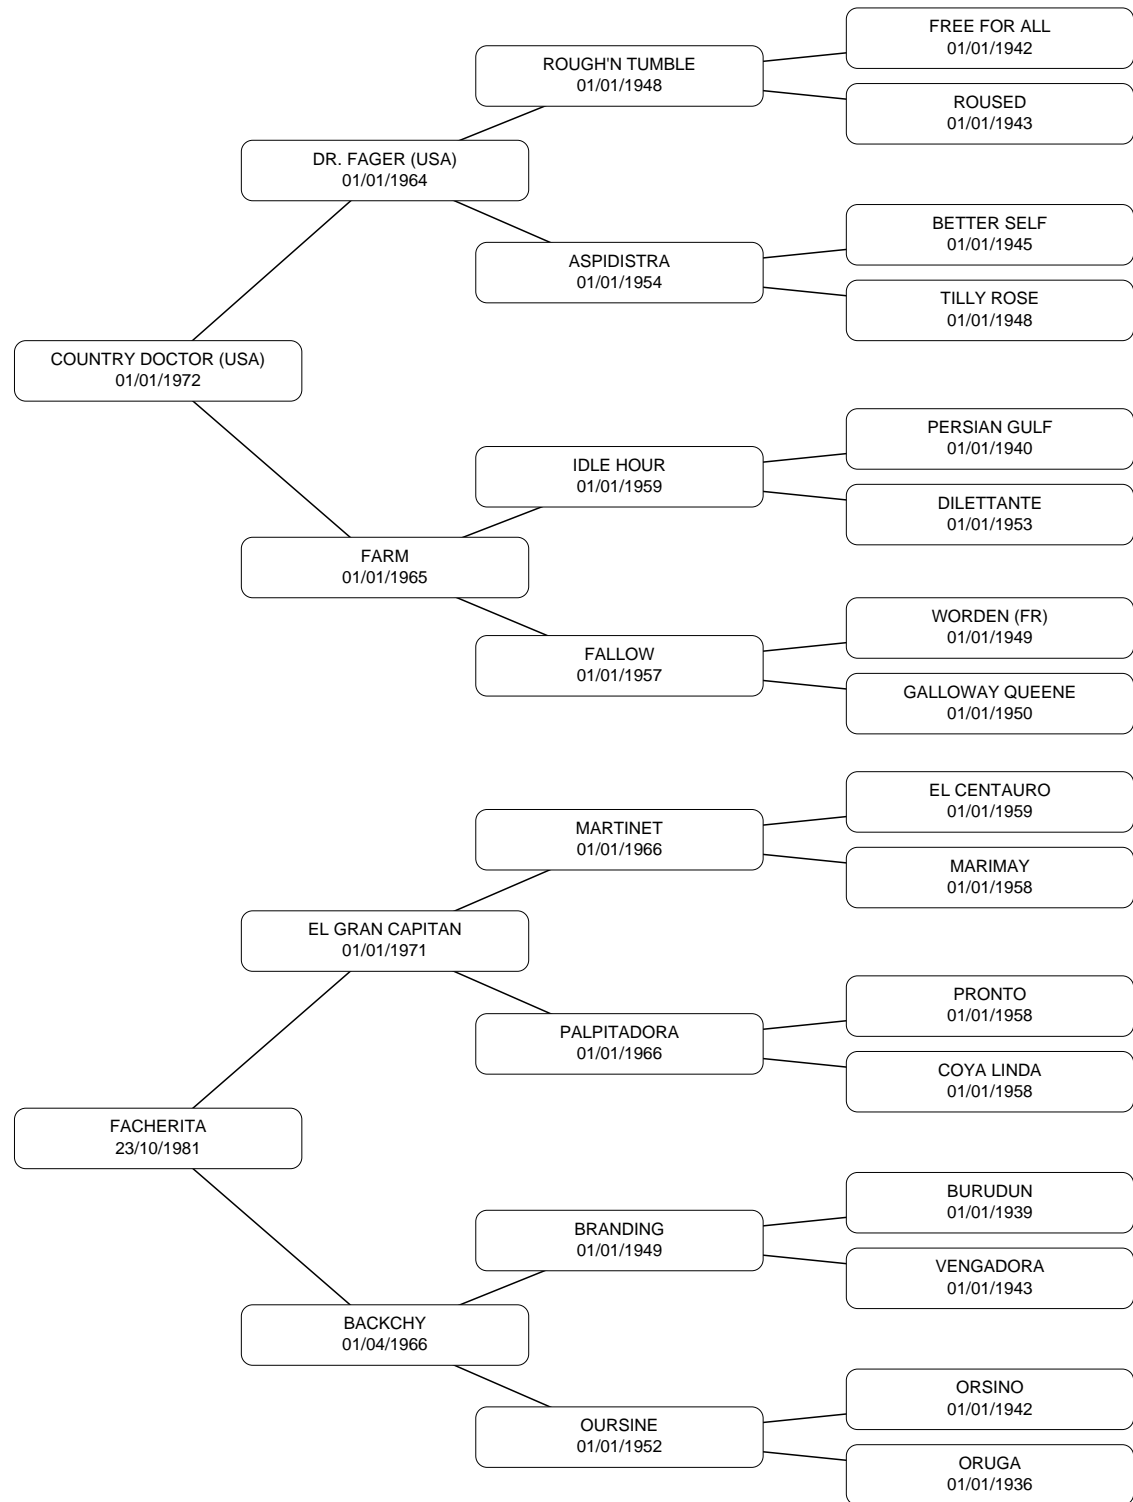 FREE FOR ALL
01/01/1942
ROUGH'N TUMBLE
01/01/1948
ROUSED
01/01/1943
DR. FAGER (USA)
01/01/1964
BETTER SELF
01/01/1945
ASPIDISTRA
01/01/1954
TILLY ROSE
01/01/1948
COUNTRY DOCTOR (USA)
01/01/1972
PERSIAN GULF
01/01/1940
IDLE HOUR
01/01/1959
DILETTANTE
01/01/1953
FARM
01/01/1965
WORDEN (FR)
01/01/1949
FALLOW
01/01/1957
GALLOWAY QUEENE
01/01/1950
EL CENTAURO
01/01/1959
MARTINET
01/01/1966
MARIMAY
01/01/1958
EL GRAN CAPITAN
01/01/1971
PRONTO
01/01/1958
PALPITADORA
01/01/1966
COYA LINDA
01/01/1958
FACHERITA
23/10/1981
BURUDUN
01/01/1939
BRANDING
01/01/1949
VENGADORA
01/01/1943
BACKCHY
01/04/1966
ORSINO
01/01/1942
OURSINE
01/01/1952
ORUGA
01/01/1936